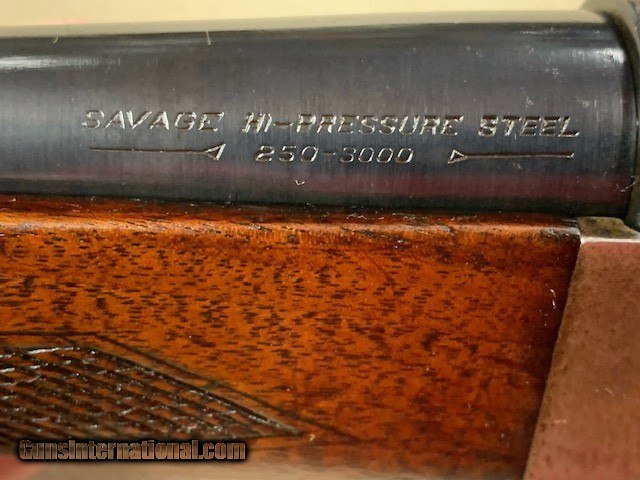 SAVAGE HI-PRESSURE STEEL
250-3000
GunsInternational.com